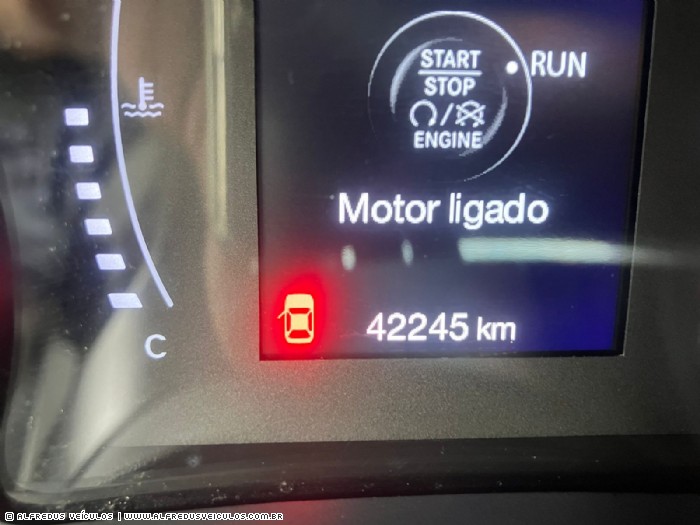 START
STOP
RUN
ENGINE
Motor ligado
42245 km
C
© ALFREDUS VEÍCULOS | WWW.ALFREDUSVEICULOS.COM.BR